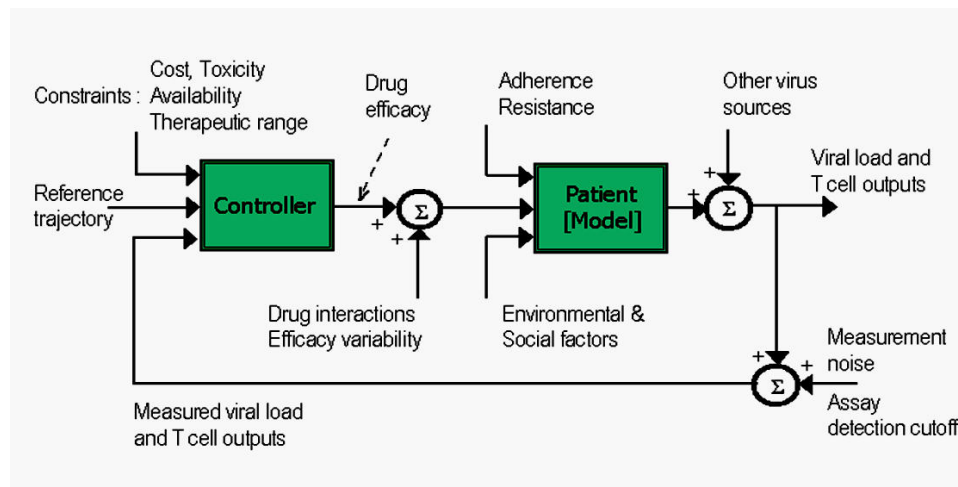 Cost, Toxicity
Constraints : Availability
Therapeutic range
Drug
efficacy
Adherence
Resistance
Other virus
sources
Viral load and
T cell outputs
Reference
trajectory
Controller
+
Σ
+
Patient
[Model]
+
+
Σ
Drug interactions
Efficacy variability
Environmental &
Social factors
+
Σ
+
Measurement
noise
Assay
detection cutoff
Measured viral load
and T cell outputs